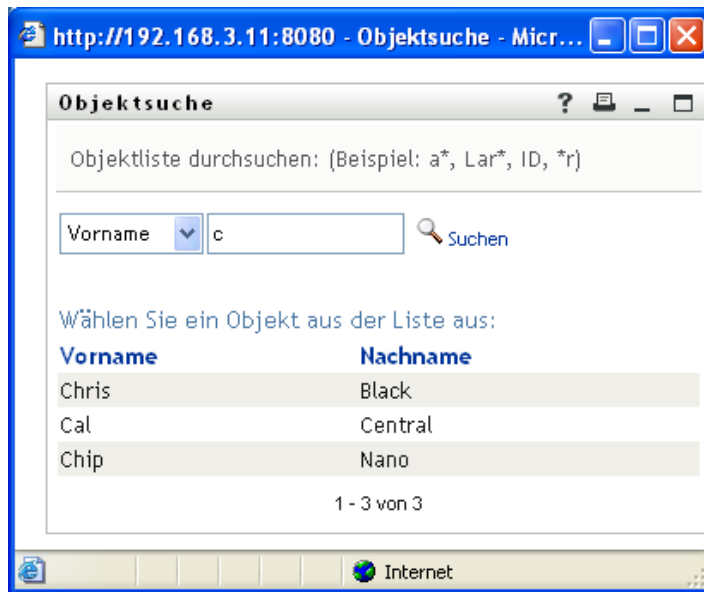 http://192.168.3.11:8080 - Objektsuche - Micr...
Objektsuche
Objektliste durchsuchen: (Beispiel: a*, Lar*, ID, *r)
Vorname c Suchen
Wählen Sie ein Objekt aus der Liste aus:
Vorname Nachname
Chris Black
Cal Central
Chip Nano
1 - 3 von 3
Internet